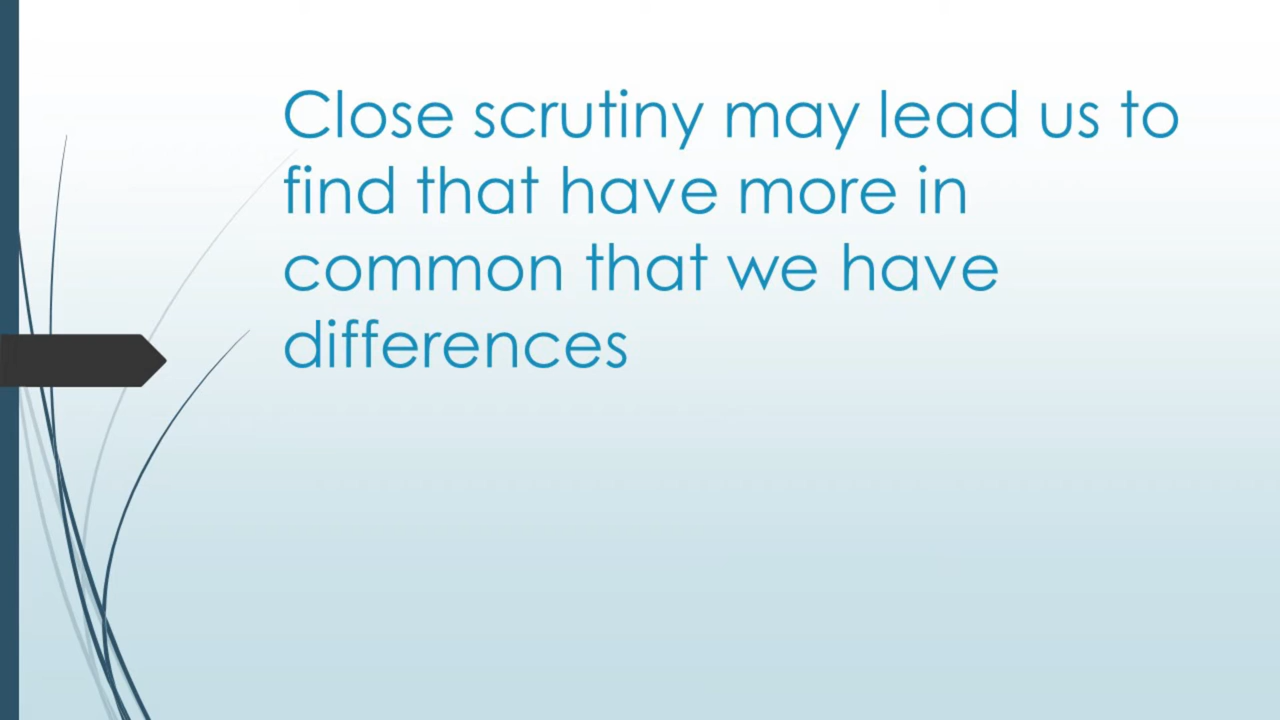 Close scrutiny may lead us to
find that have more in
common that we have
differences